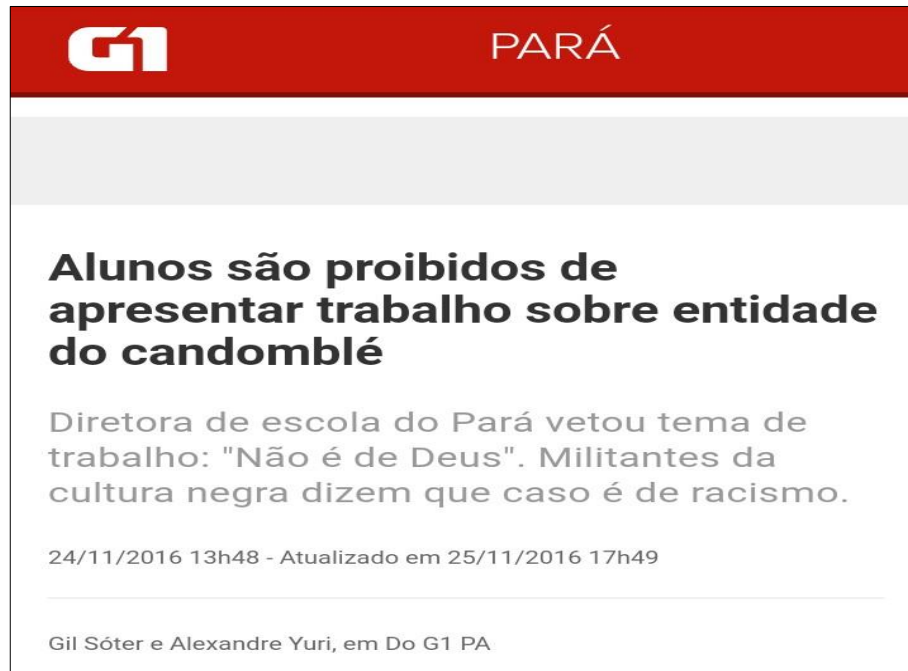 G1
PARÁ
Alunos são proibidos de
apresentar trabalho sobre entidade
do candomblé
Diretora de escola do Pará vetou tema de
trabalho: "Não é de Deus". Militantes da
cultura negra dizem que caso é de racismo.
24/11/2016 13h48 - Atualizado em 25/11/2016 17h49
Gil Sóter e Alexandre Yuri, em Do G1 PA